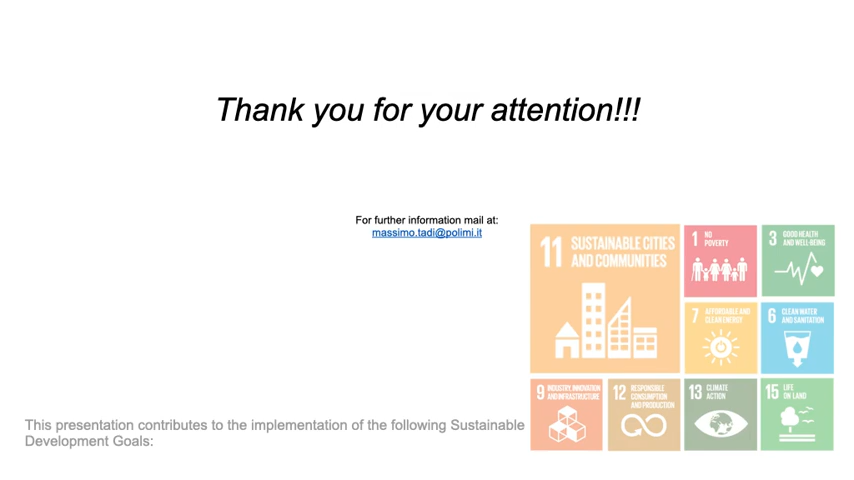 Thank you for your attention!!!
For further information mail at:
massimo.tadi@polimi.it
11 SUSTAINABLE CITIES
AND COMMUNITIES
1 NO
POVERTY
3 GOOD HEALTH
AND WELL-BEING
7 AFFORDABLE AND
CLEAN ENERGY
6 CLEAN WATER
AND SANITATION
9 INDUSTRY, INNOVATION
AND INFRASTRUCTURE
12 RESPONSIBLE
CONSUMPTION
AND PRODUCTION
13 CLIMATE
ACTION
15 LIFE
ON LAND
This presentation contributes to the implementation of the following Sustainable
Development Goals: